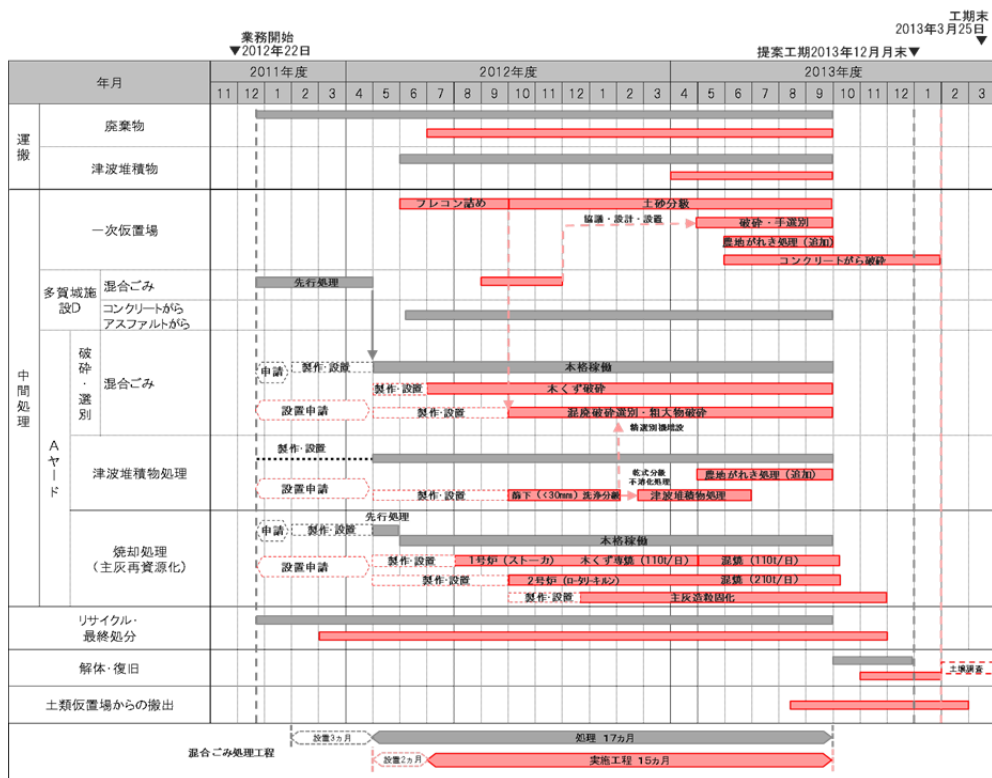 工期末
2013年3月25日
▼
業務開始
▼2012年22日
提案工期2013年12月月末▼
年月
2011年度
2012年度
2013年度
11 12 1 2 3 4 5 6 7 8 9 10 11 12 1 2 3 4 5 6 7 8 9 10 11 12 1 2 3
運搬
廃棄物
津波堆積物
中間処理
一次仮置場
フレコン詰め
土砂分級
協議・設計・設置
破砕・手選別
農地がれき処理（追加）
コンクリートがら破砕
多賀城施設D
混合ごみ
先行処理
コンクリートがら
アスファルトがら
Aヤード
破砕・選別
混合ごみ
申請
製作・設置
本格稼働
製作・設置
木くず破砕
設置申請
製作・設置
混廃破砕選別・粗大物破砕
精選別機増設
津波堆積物処理
製作・設置
乾式分級
不溶化処理
農地がれき処理（追加）
設置申請
製作・設置
篩下（<30mm）洗浄分級
津波堆積物処理
焼却処理
（主灰再資源化）
先行処理
申請
製作・設置
本格稼働
設置申請
製作・設置
1号炉（ストーカ）
木くず専焼（110t/日）
混焼（110t/日）
製作・設置
2号炉（ロータリーキルン）
混焼（210t/日）
製作・設置
主灰造粒固化
リサイクル・
最終処分
解体・復旧
土壌調査
土類仮置場からの搬出
混合ごみ処理工程
設置3ヵ月
処理 17ヵ月
設置2ヵ月
実施工程 15ヵ月